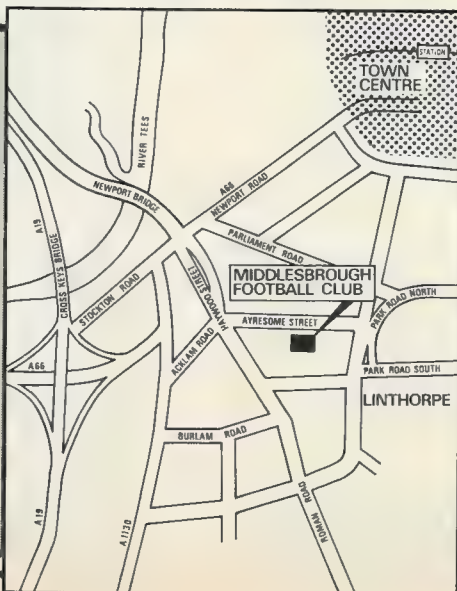 STATION
TOWN
CENTRE
RIVER TEES
NEWPORT BRIDGE
A66
NEWPORT ROAD
A19
CROSS KEYS BRIDGE
STOCKTON ROAD
HAYWOOD STREET
PARLIAMENT ROAD
MIDDLESBROUGH
FOOTBALL CLUB
PARK ROAD NORTH
AYRESOME STREET
ACKLAM ROAD
A66
PARK ROAD SOUTH
LINTHORPE
BURLAM ROAD
ROMAN ROAD
A19
A1130